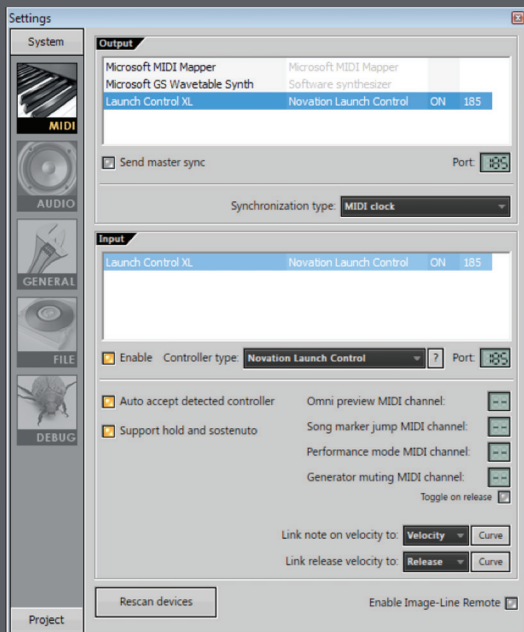 Settings
System
MIDI
AUDIO
GENERAL
FILE
DEBUG
Project
Output
Microsoft MIDI Mapper Microsoft MIDI Mapper
Microsoft GS Wavetable Synth Software synthesizer
Launch Control XL Novation Launch Control ON 185
Send master sync Port: 185
Synchronization type: MIDI clock
Input
Launch Control XL Novation Launch Control ON 185
Enable Controller type: Novation Launch Control ? Port: 185
Auto accept detected controller Omni preview MIDI channel: --
Support hold and sostenuto Song marker jump MIDI channel: --
Performance mode MIDI channel: --
Generator muting MIDI channel: --
Toggle on release
Link note on velocity to: Velocity Curve
Link release velocity to: Release Curve
Rescan devices Enable Image-Line Remote